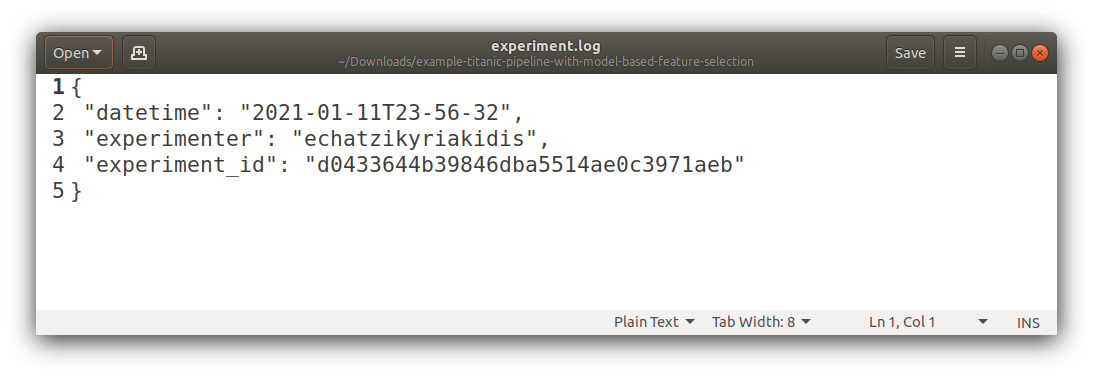 Open
experiment.log
~/Downloads/example-titanic-pipeline-with-model-based-feature-selection
Save
1 {
2 "datetime": "2021-01-11T23-56-32",
3 "experimenter": "echatzikyriakidis",
4 "experiment_id": "d0433644b39846dba5514ae0c3971aeb"
5 }
Plain Text Tab Width: 8 Ln 1, Col 1 INS